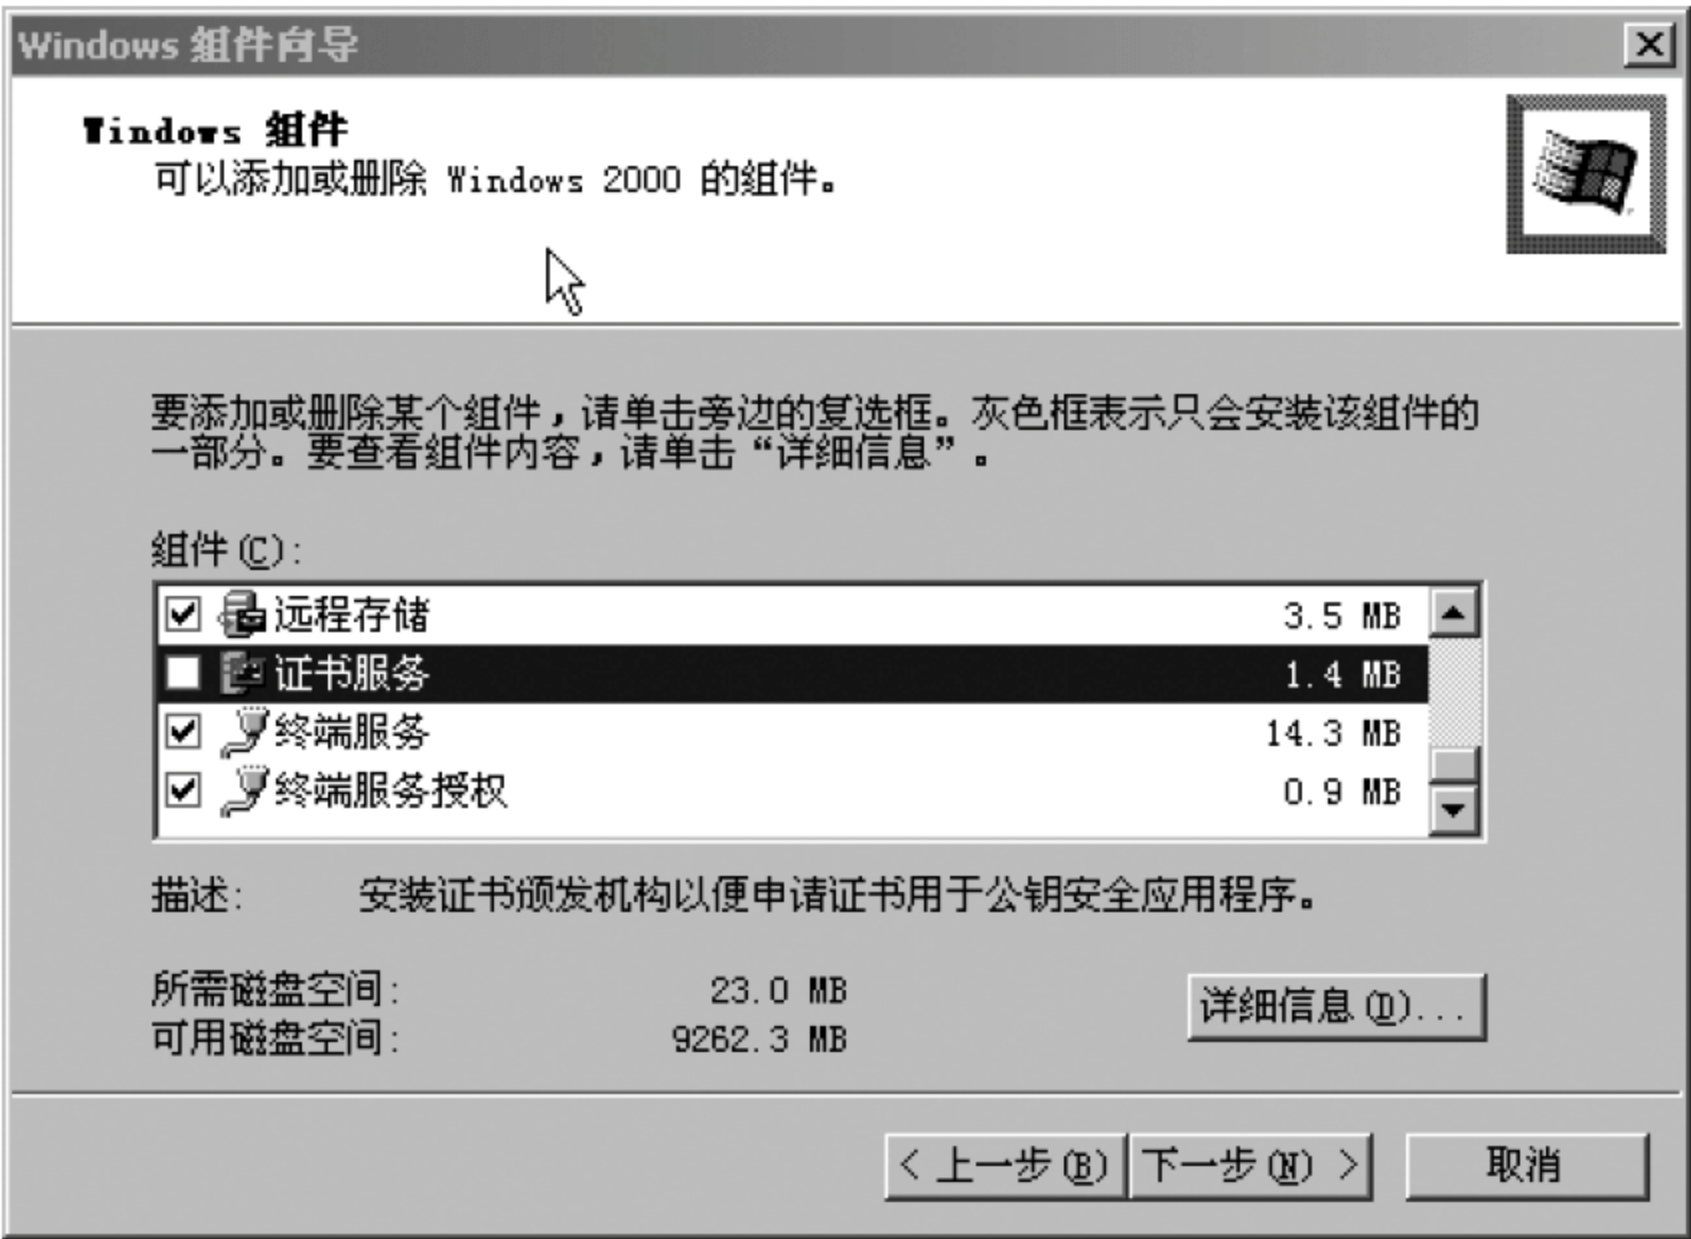 Windows 组件向导
Windows 组件
可以添加或删除 Windows 2000 的组件。
要添加或删除某个组件，请单击旁边的复选框。灰色框表示只会安装该组件的
一部分。要查看组件内容，请单击“详细信息”。
组件(C):
远程存储 3.5 MB
证书服务 1.4 MB
终端服务 14.3 MB
终端服务授权 0.9 MB
描述: 安装证书颁发机构以便申请证书用于公钥安全应用程序。
所需磁盘空间: 23.0 MB
可用磁盘空间: 9262.3 MB
详细信息(D)...
< 上一步(B) 下一步(N) > 取消